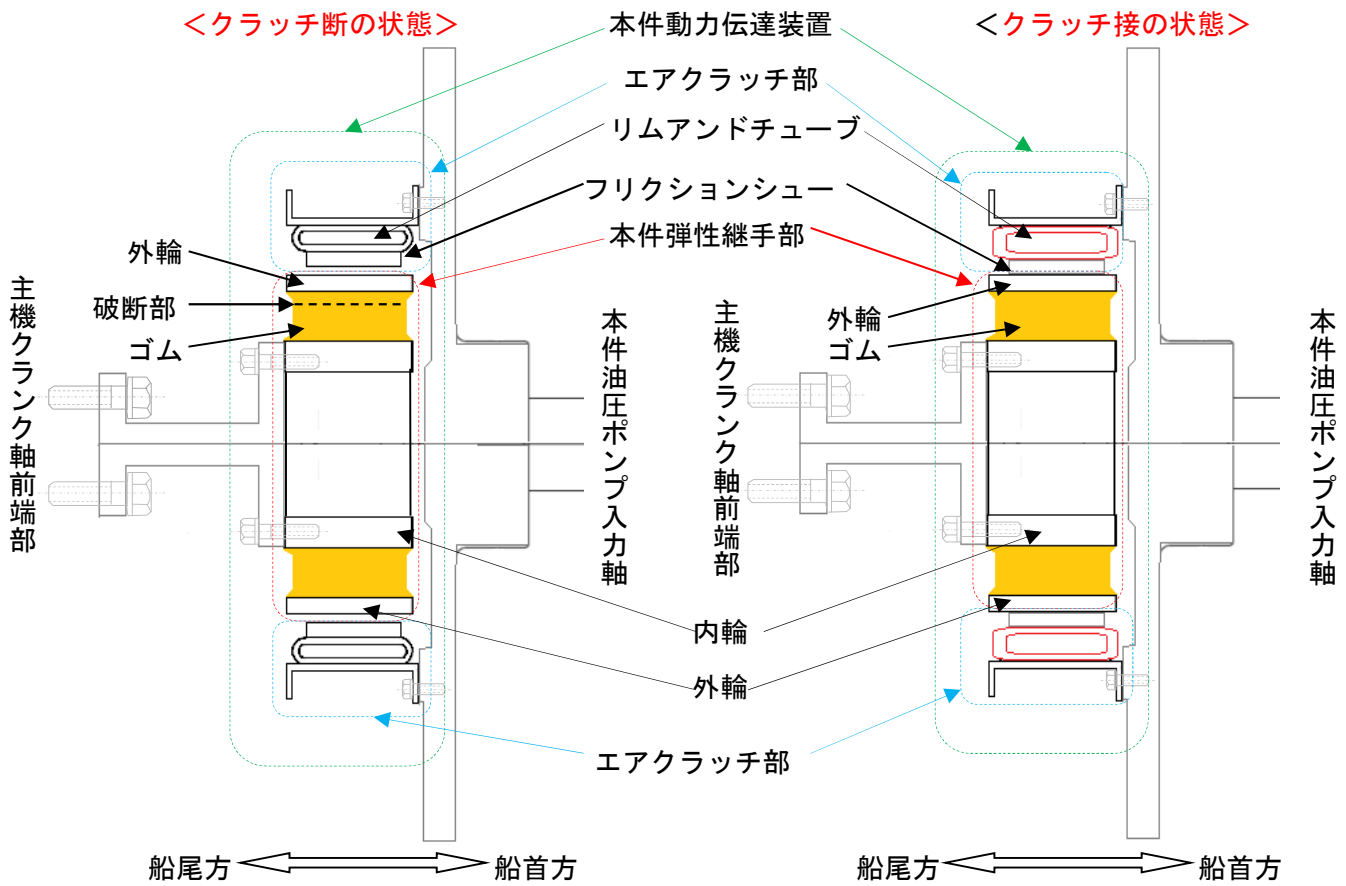 ＜クラッチ断の状態＞
本件動力伝達装置
＜クラッチ接の状態＞
エアクラッチ部
リムアンドチューブ
フリクションシュー
本件弾性継手部
外輪
破断部
ゴム
主機クランク軸前端部
本件油圧ポンプ入力軸
外輪
ゴム
主機クランク軸前端部
本件油圧ポンプ入力軸
内輪
外輪
エアクラッチ部
船尾方
船首方
船尾方
船首方